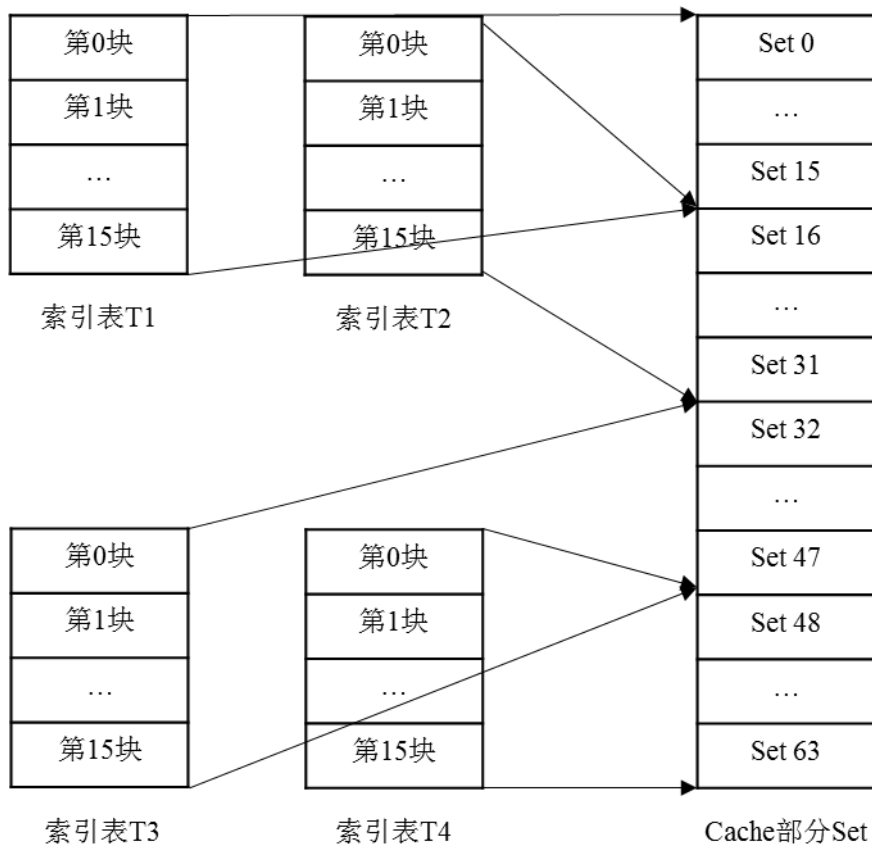 第0块
第1块
…
第15块
索引表T1
第0块
第1块
…
第15块
索引表T2
第0块
第1块
…
第15块
索引表T3
第0块
第1块
…
第15块
索引表T4
Set 0
…
Set 15
Set 16
…
Set 31
Set 32
…
Set 47
Set 48
…
Set 63
Cache部分Set